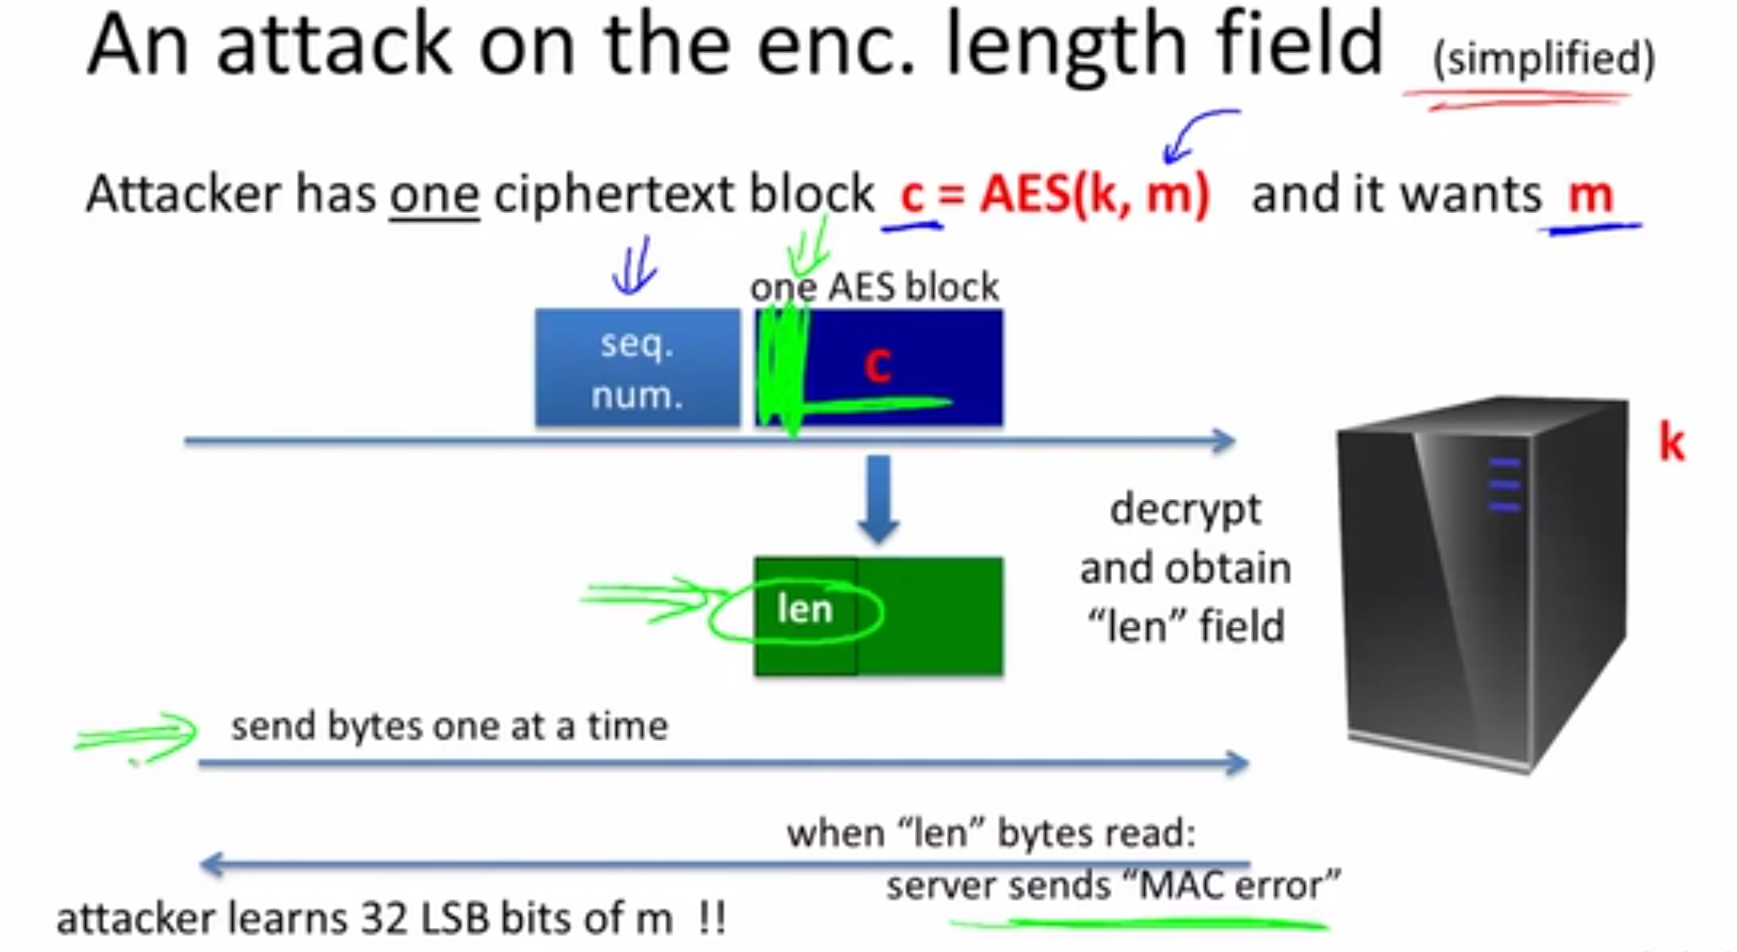 An attack on the enc. length field (simplified)
Attacker has one ciphertext block c = AES(k, m) and it wants m
one AES block
seq.
num.
c
k
decrypt
and obtain
“len” field
len
send bytes one at a time
when “len” bytes read:
server sends “MAC error”
attacker learns 32 LSB bits of m !!